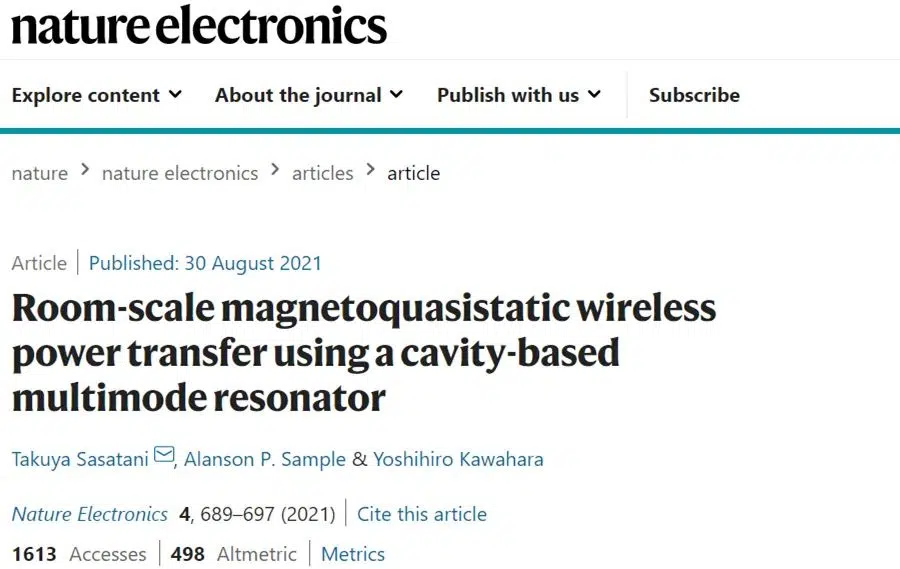 nature electronics
Explore content About the journal Publish with us Subscribe
nature > nature electronics > articles > article
Article | Published: 30 August 2021
Room-scale magnetoquasistatic wireless
power transfer using a cavity-based
multimode resonator
Takuya Sasatani, Alanson P. Sample & Yoshihiro Kawahara
Nature Electronics 4, 689–697 (2021) | Cite this article
1613 Accesses | 498 Altmetric | Metrics